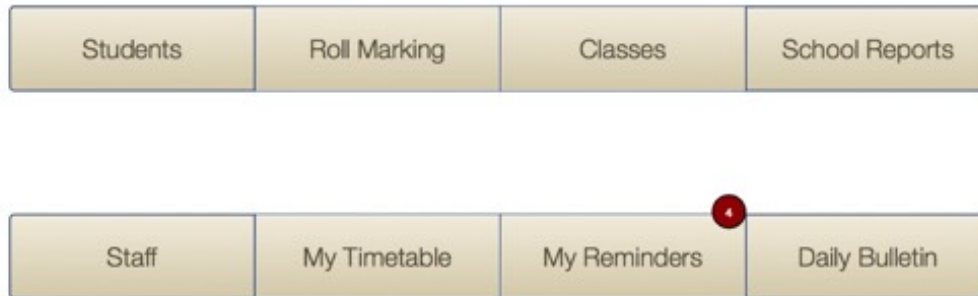 Students Roll Marking Classes School Reports
4
Staff My Timetable My Reminders Daily Bulletin